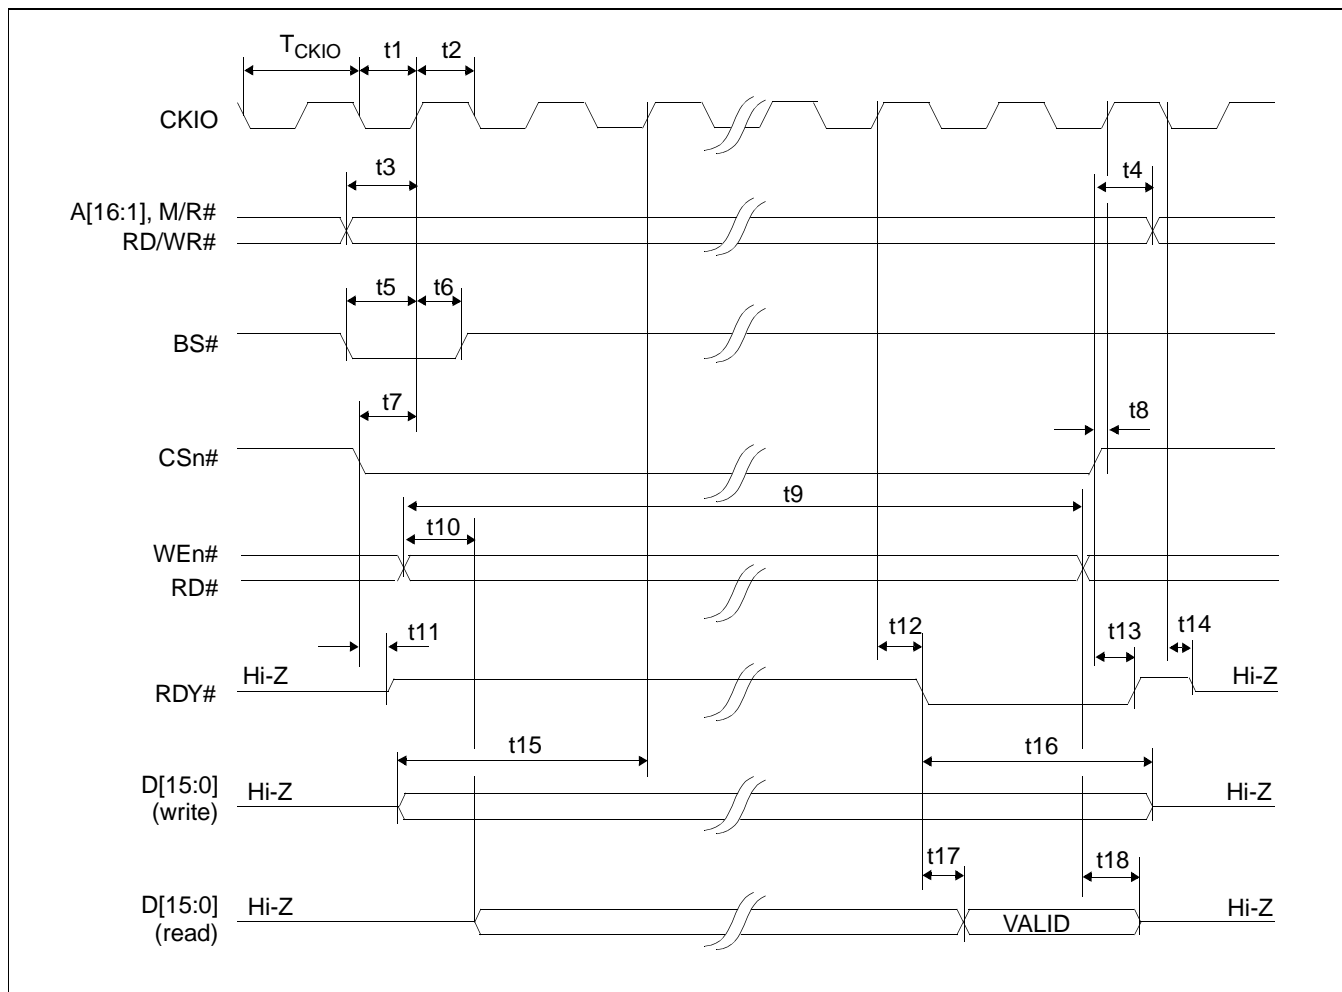 TCKIO t1 t2
CKIO
t3 t4
A[16:1], M/R#
RD/WR#
t5 t6
BS#
t7 t8
CSn#
t9
t10
WEn#
RD#
t11 t12 t13 t14
Hi-Z Hi-Z
RDY#
t15 t16
D[15:0] Hi-Z Hi-Z
(write)
t17 t18
D[15:0] Hi-Z Hi-Z
(read) VALID